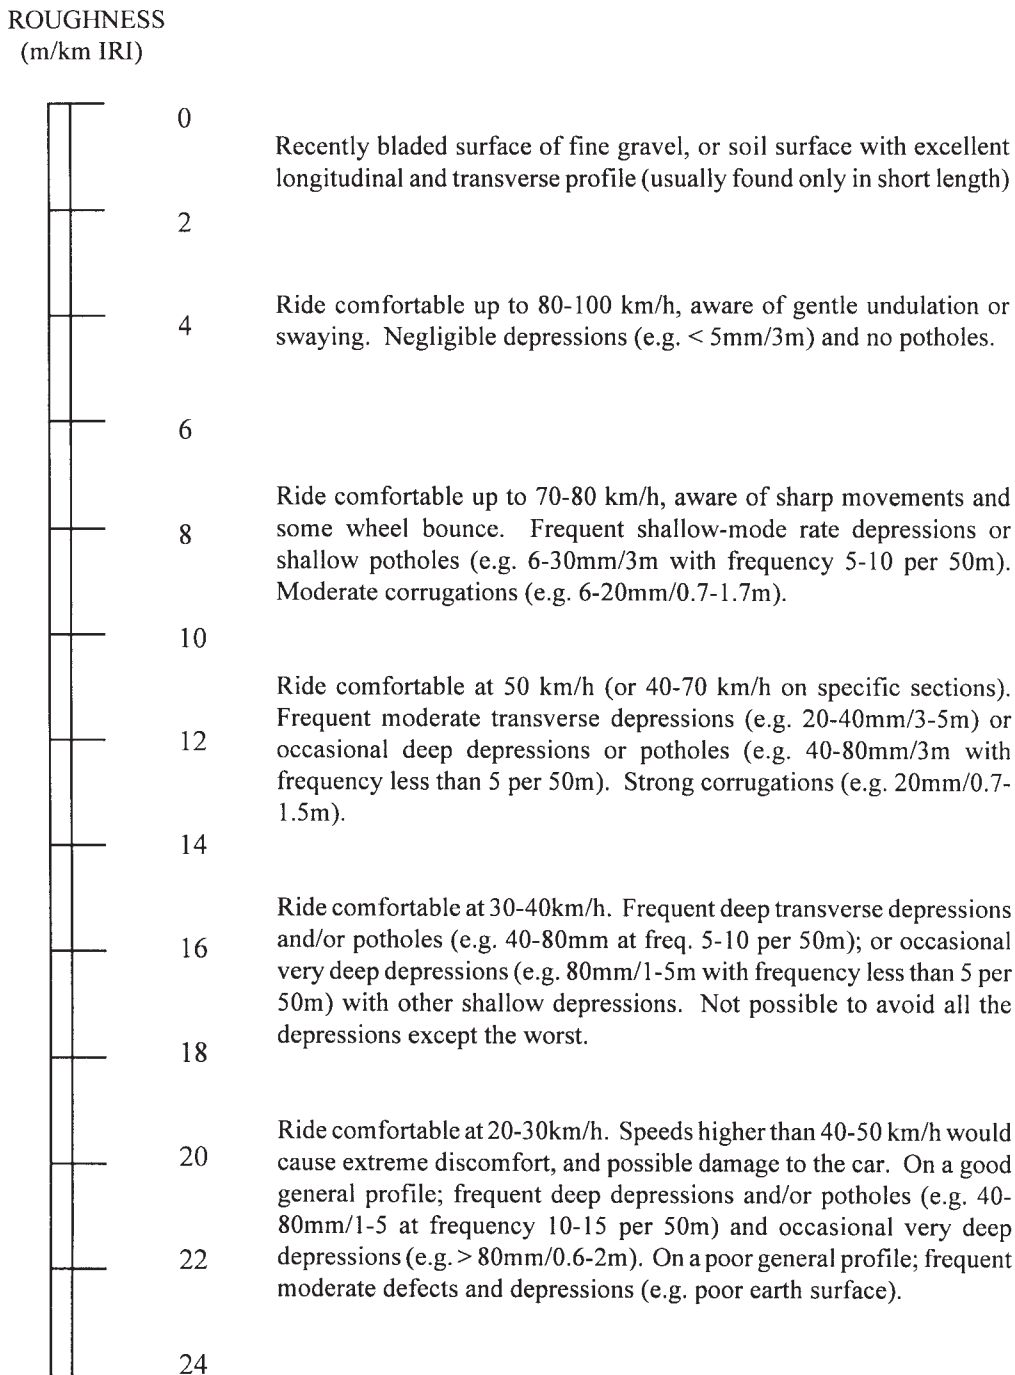 ROUGHNESS
(m/km IRI)
0
Recently bladed surface of fine gravel, or soil surface with excellent
longitudinal and transverse profile (usually found only in short length)
2
Ride comfortable up to 80-100 km/h, aware of gentle undulation or
4
swaying. Negligible depressions (e.g. < 5mm/3m) and no potholes.
6
Ride comfortable up to 70-80 km/h, aware of sharp movements and
8
some wheel bounce. Frequent shallow-mode rate depressions or
shallow potholes (e.g. 6-30mm/3m with frequency 5-10 per 50m).
Moderate corrugations (e.g. 6-20mm/0.7-1.7m).
10
Ride comfortable at 50 km/h (or 40-70 km/h on specific sections).
Frequent moderate transverse depressions (e.g. 20-40mm/3-5m) or
12
occasional deep depressions or potholes (e.g. 40-80mm/3m with
frequency less than 5 per 50m). Strong corrugations (e.g. 20mm/0.7-
1.5m).
14
Ride comfortable at 30-40km/h. Frequent deep transverse depressions
16
and/or potholes (e.g. 40-80mm at freq. 5-10 per 50m); or occasional
very deep depressions (e.g. 80mm/1-5m with frequency less than 5 per
50m) with other shallow depressions. Not possible to avoid all the
depressions except the worst.
18
Ride comfortable at 20-30km/h. Speeds higher than 40-50 km/h would
20
cause extreme discomfort, and possible damage to the car. On a good
general profile; frequent deep depressions and/or potholes (e.g. 40-
80mm/1-5 at frequency 10-15 per 50m) and occasional very deep
22
depressions (e.g. > 80mm/0.6-2m). On a poor general profile; frequent
moderate defects and depressions (e.g. poor earth surface).
24